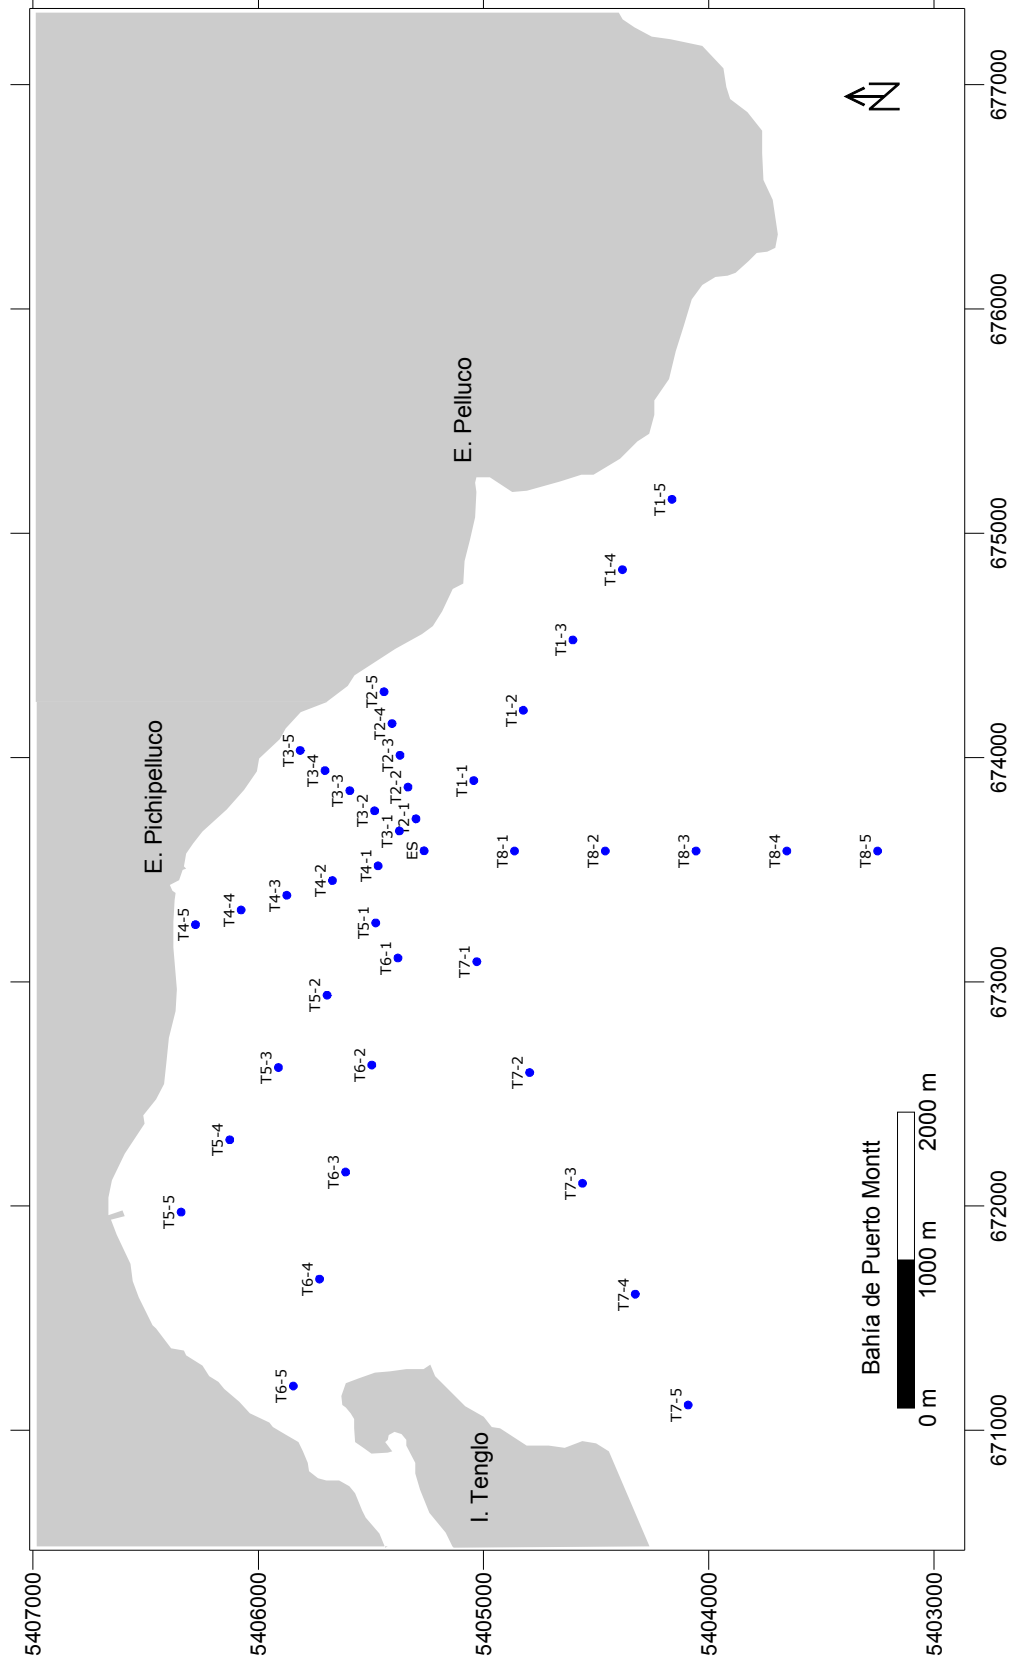 E. Pichipelluco
E. Pelluco
I. Tenglo
T4-5
T4-4
T4-3
T4-2
T4-1
T3-5
T3-4
T3-3
T3-2
T3-1
T2-5
T2-4
T2-3
T2-2
T2-1
ES
T1-1
T1-2
T1-3
T1-4
T1-5
T5-1
T5-2
T5-3
T5-4
T5-5
T6-1
T6-2
T6-3
T6-4
T6-5
T7-1
T7-2
T7-3
T7-4
T7-5
T8-1
T8-2
T8-3
T8-4
T8-5
N
Bahía de Puerto Montt
0 m 1000 m 2000 m
5407000
5406000
5405000
5404000
5403000
671000 672000 673000 674000 675000 676000 677000